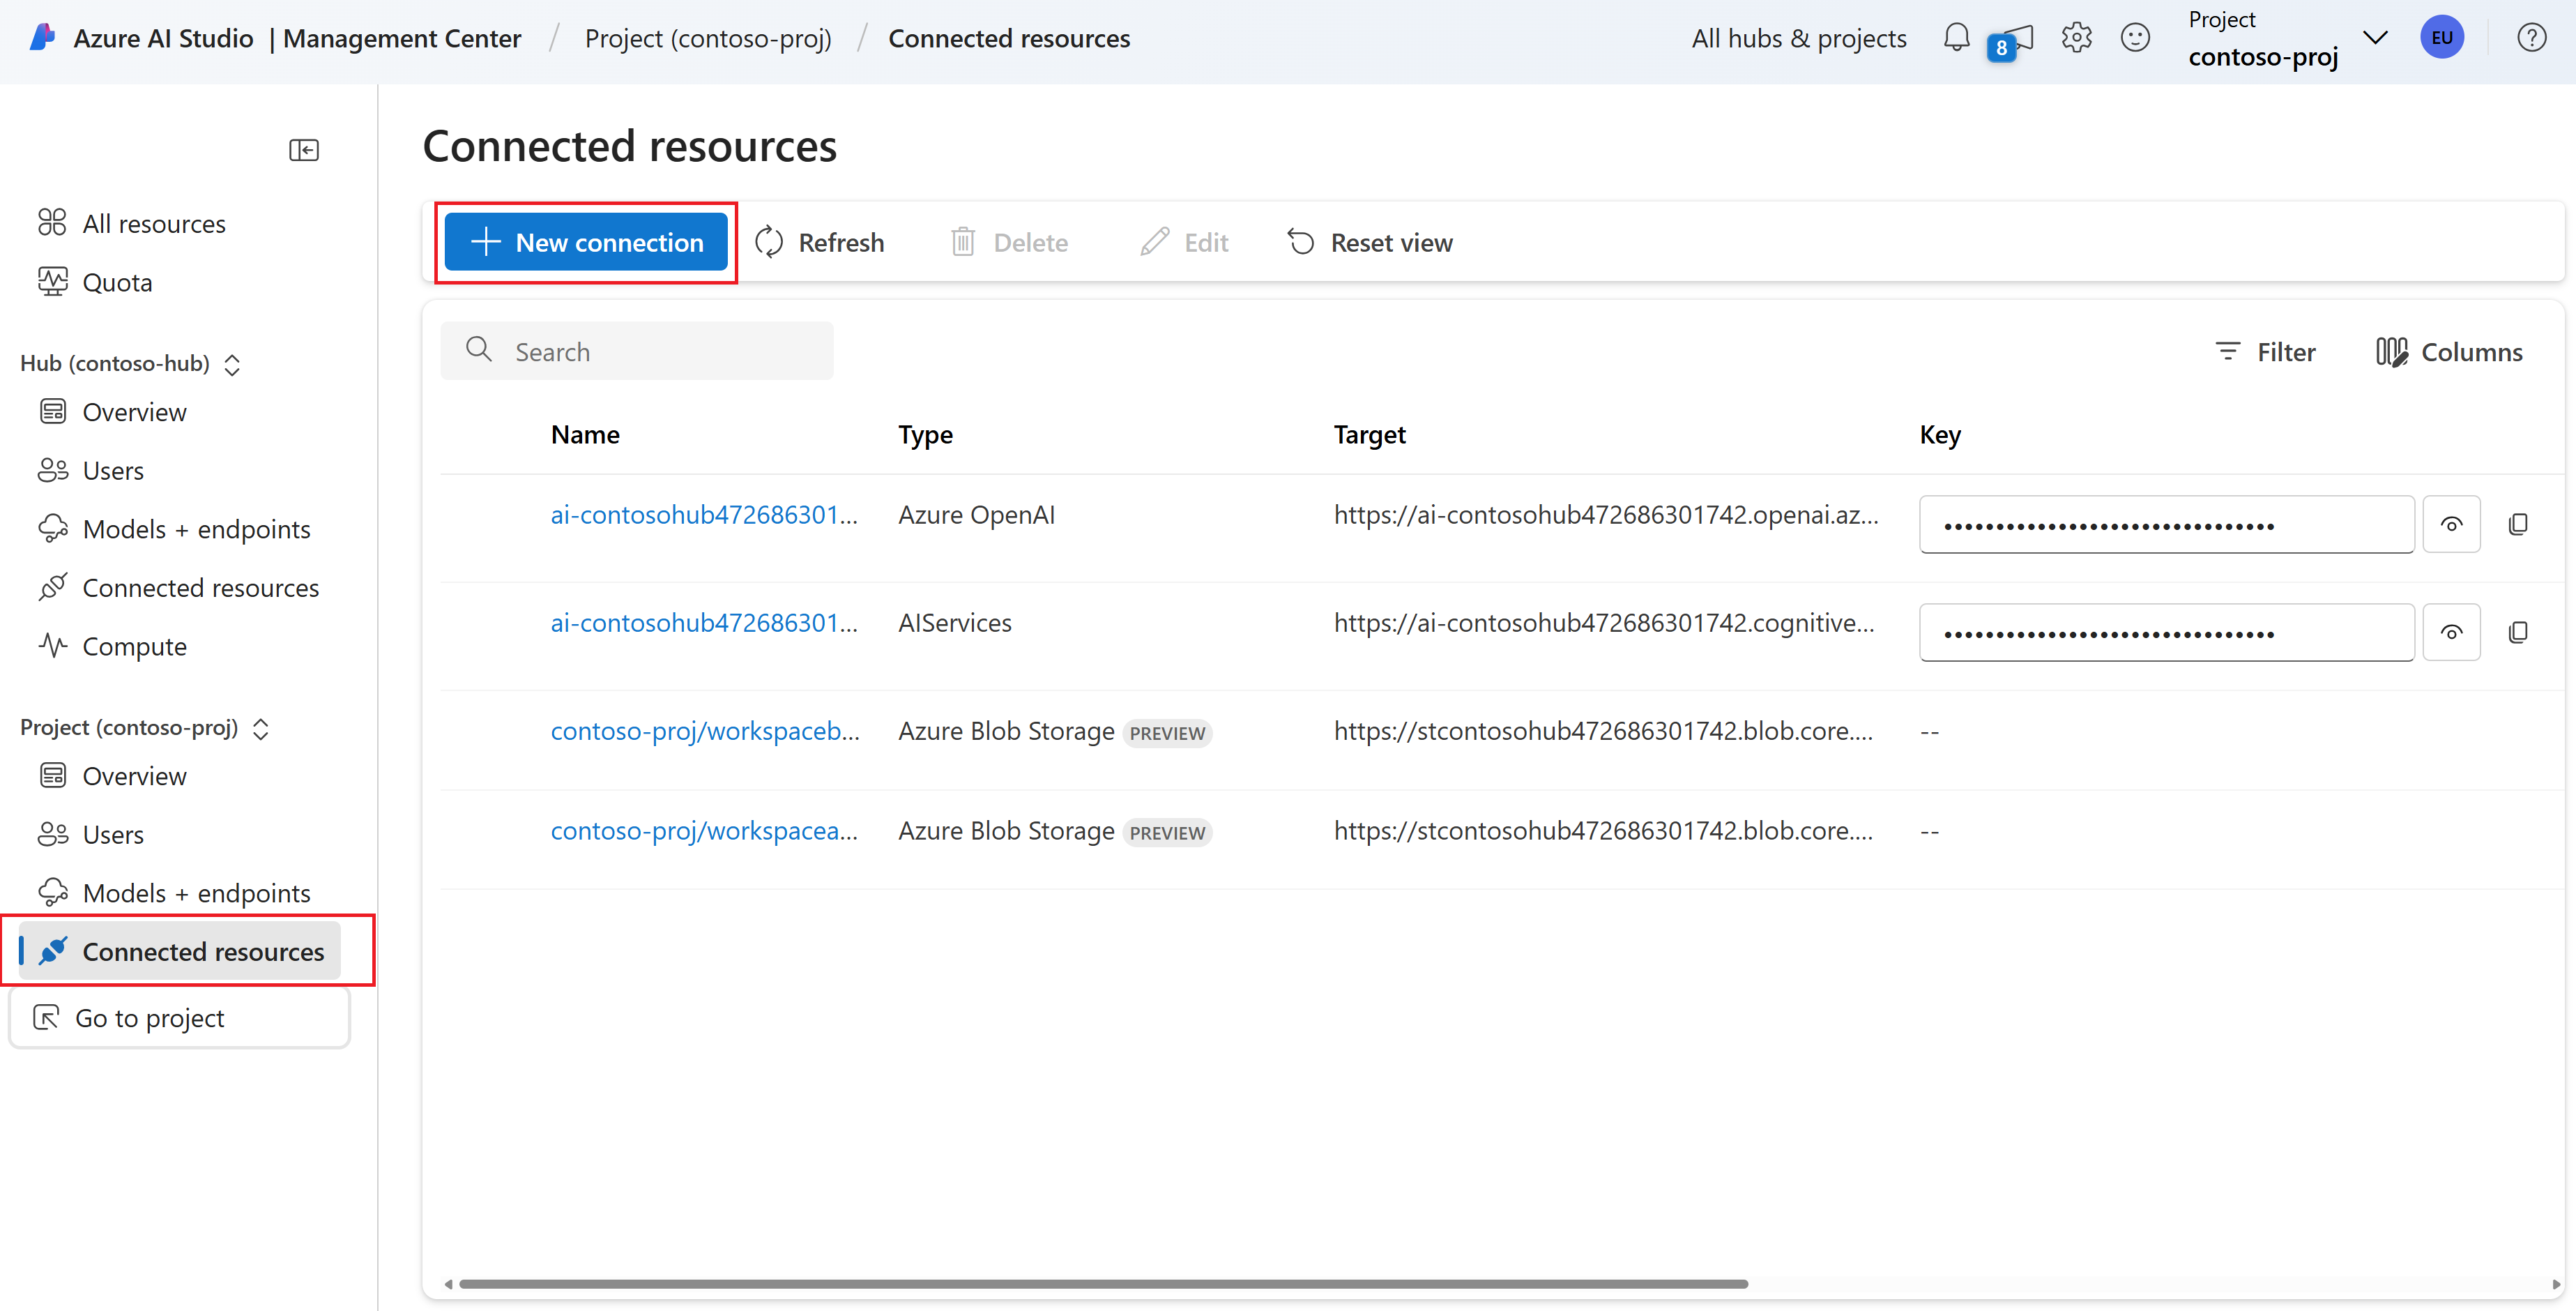 Azure AI Studio | Management Center / Project (contoso-proj) / Connected resources
All hubs & projects
8
Project
contoso-proj
EU
Connected resources
New connection
Refresh
Delete
Edit
Reset view
All resources
Quota
Hub (contoso-hub)
Overview
Users
Models + endpoints
Connected resources
Compute
Project (contoso-proj)
Overview
Users
Models + endpoints
Connected resources
Go to project
Search
Filter
Columns
Name Type Target Key
ai-contosohub472686301... Azure OpenAI https://ai-contosohub472686301742.openai.az... ••••••••••••••••••••••••••••••••
ai-contosohub472686301... AIServices https://ai-contosohub472686301742.cognitive... ••••••••••••••••••••••••••••••••
contoso-proj/workspaceb... Azure Blob Storage PREVIEW https://stcontosohub472686301742.blob.core.... --
contoso-proj/workspacea... Azure Blob Storage PREVIEW https://stcontosohub472686301742.blob.core.... --